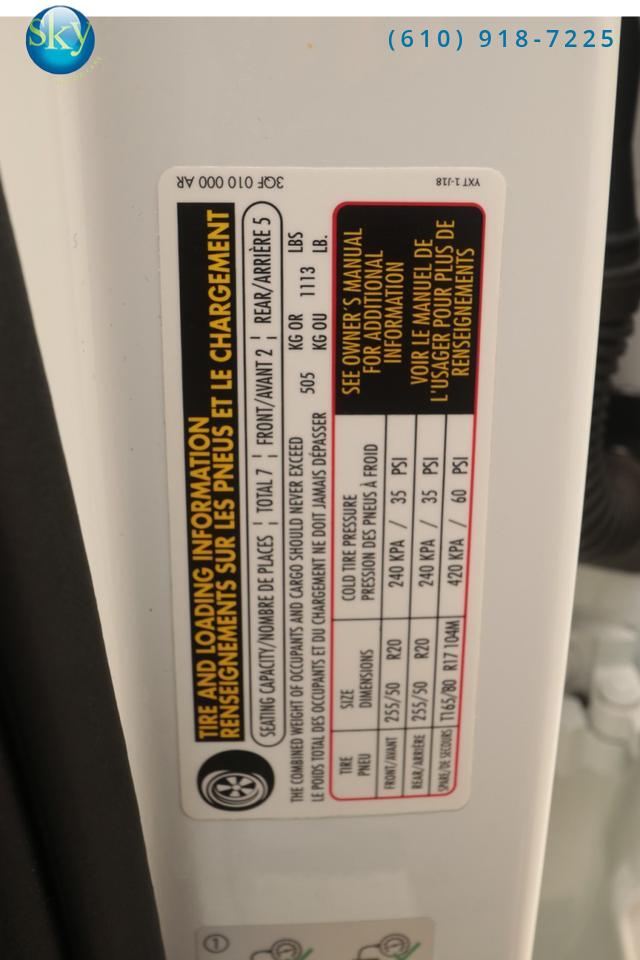 sky
(610) 918-7225
3QF 010 000 AR
YXT 1-J18
TIRE AND LOADING INFORMATION
RENSEIGNEMENTS SUR LES PNEUS ET LE CHARGEMENT
SEATING CAPACITY/NOMBRE DE PLACES ¦ TOTAL 7 ¦ FRONT/AVANT 2 ¦ REAR/ARRIÈRE 5
THE COMBINED WEIGHT OF OCCUPANTS AND CARGO SHOULD NEVER EXCEED 505 KG OR 1113 LBS
LE POIDS TOTAL DES OCCUPANTS ET DU CHARGEMENT NE DOIT JAMAIS DÉPASSER KG OU LB.
TIRE SIZE COLD TIRE PRESSURE
PNEU DIMENSIONS PRESSION DES PNEUS À FROID
FRONT/AVANT 255/50 R20 240 KPA / 35 PSI
REAR/ARRIÈRE 255/50 R20 240 KPA / 35 PSI
SPARE/DE SECOURS T165/80 R17 104M 420 KPA / 60 PSI
SEE OWNER'S MANUAL
FOR ADDITIONAL
INFORMATION
VOIR LE MANUEL DE
L'USAGER POUR PLUS DE
RENSEIGNEMENTS
1